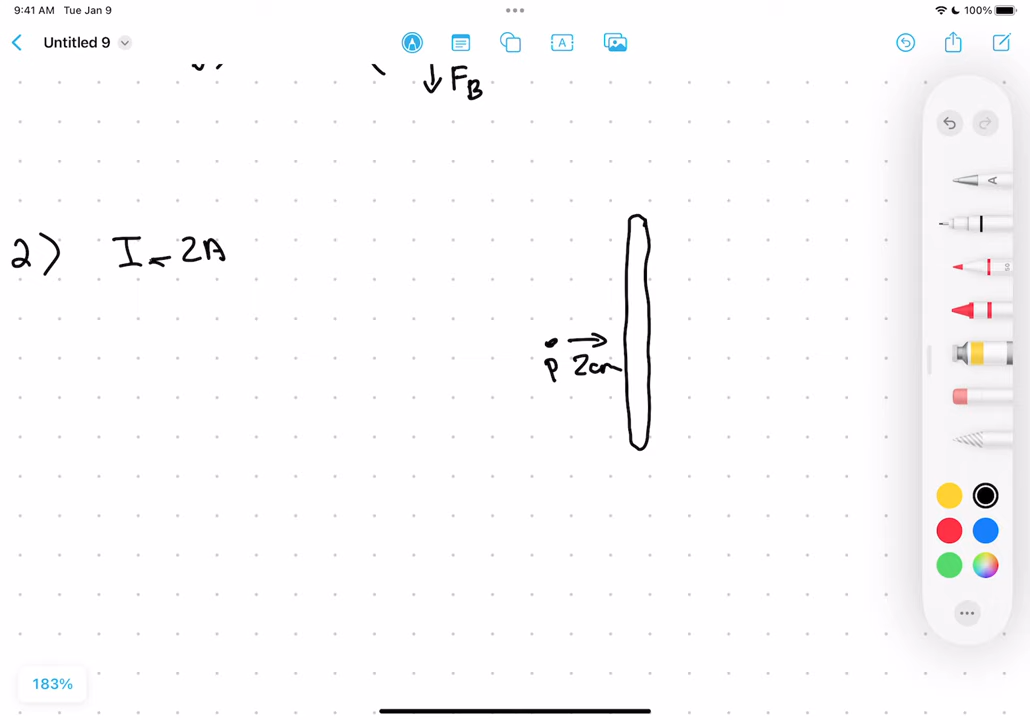 9:41 AM Tue Jan 9
100%
Untitled 9
A
↓ F_B
2) I = 2A
P 2cm
183%